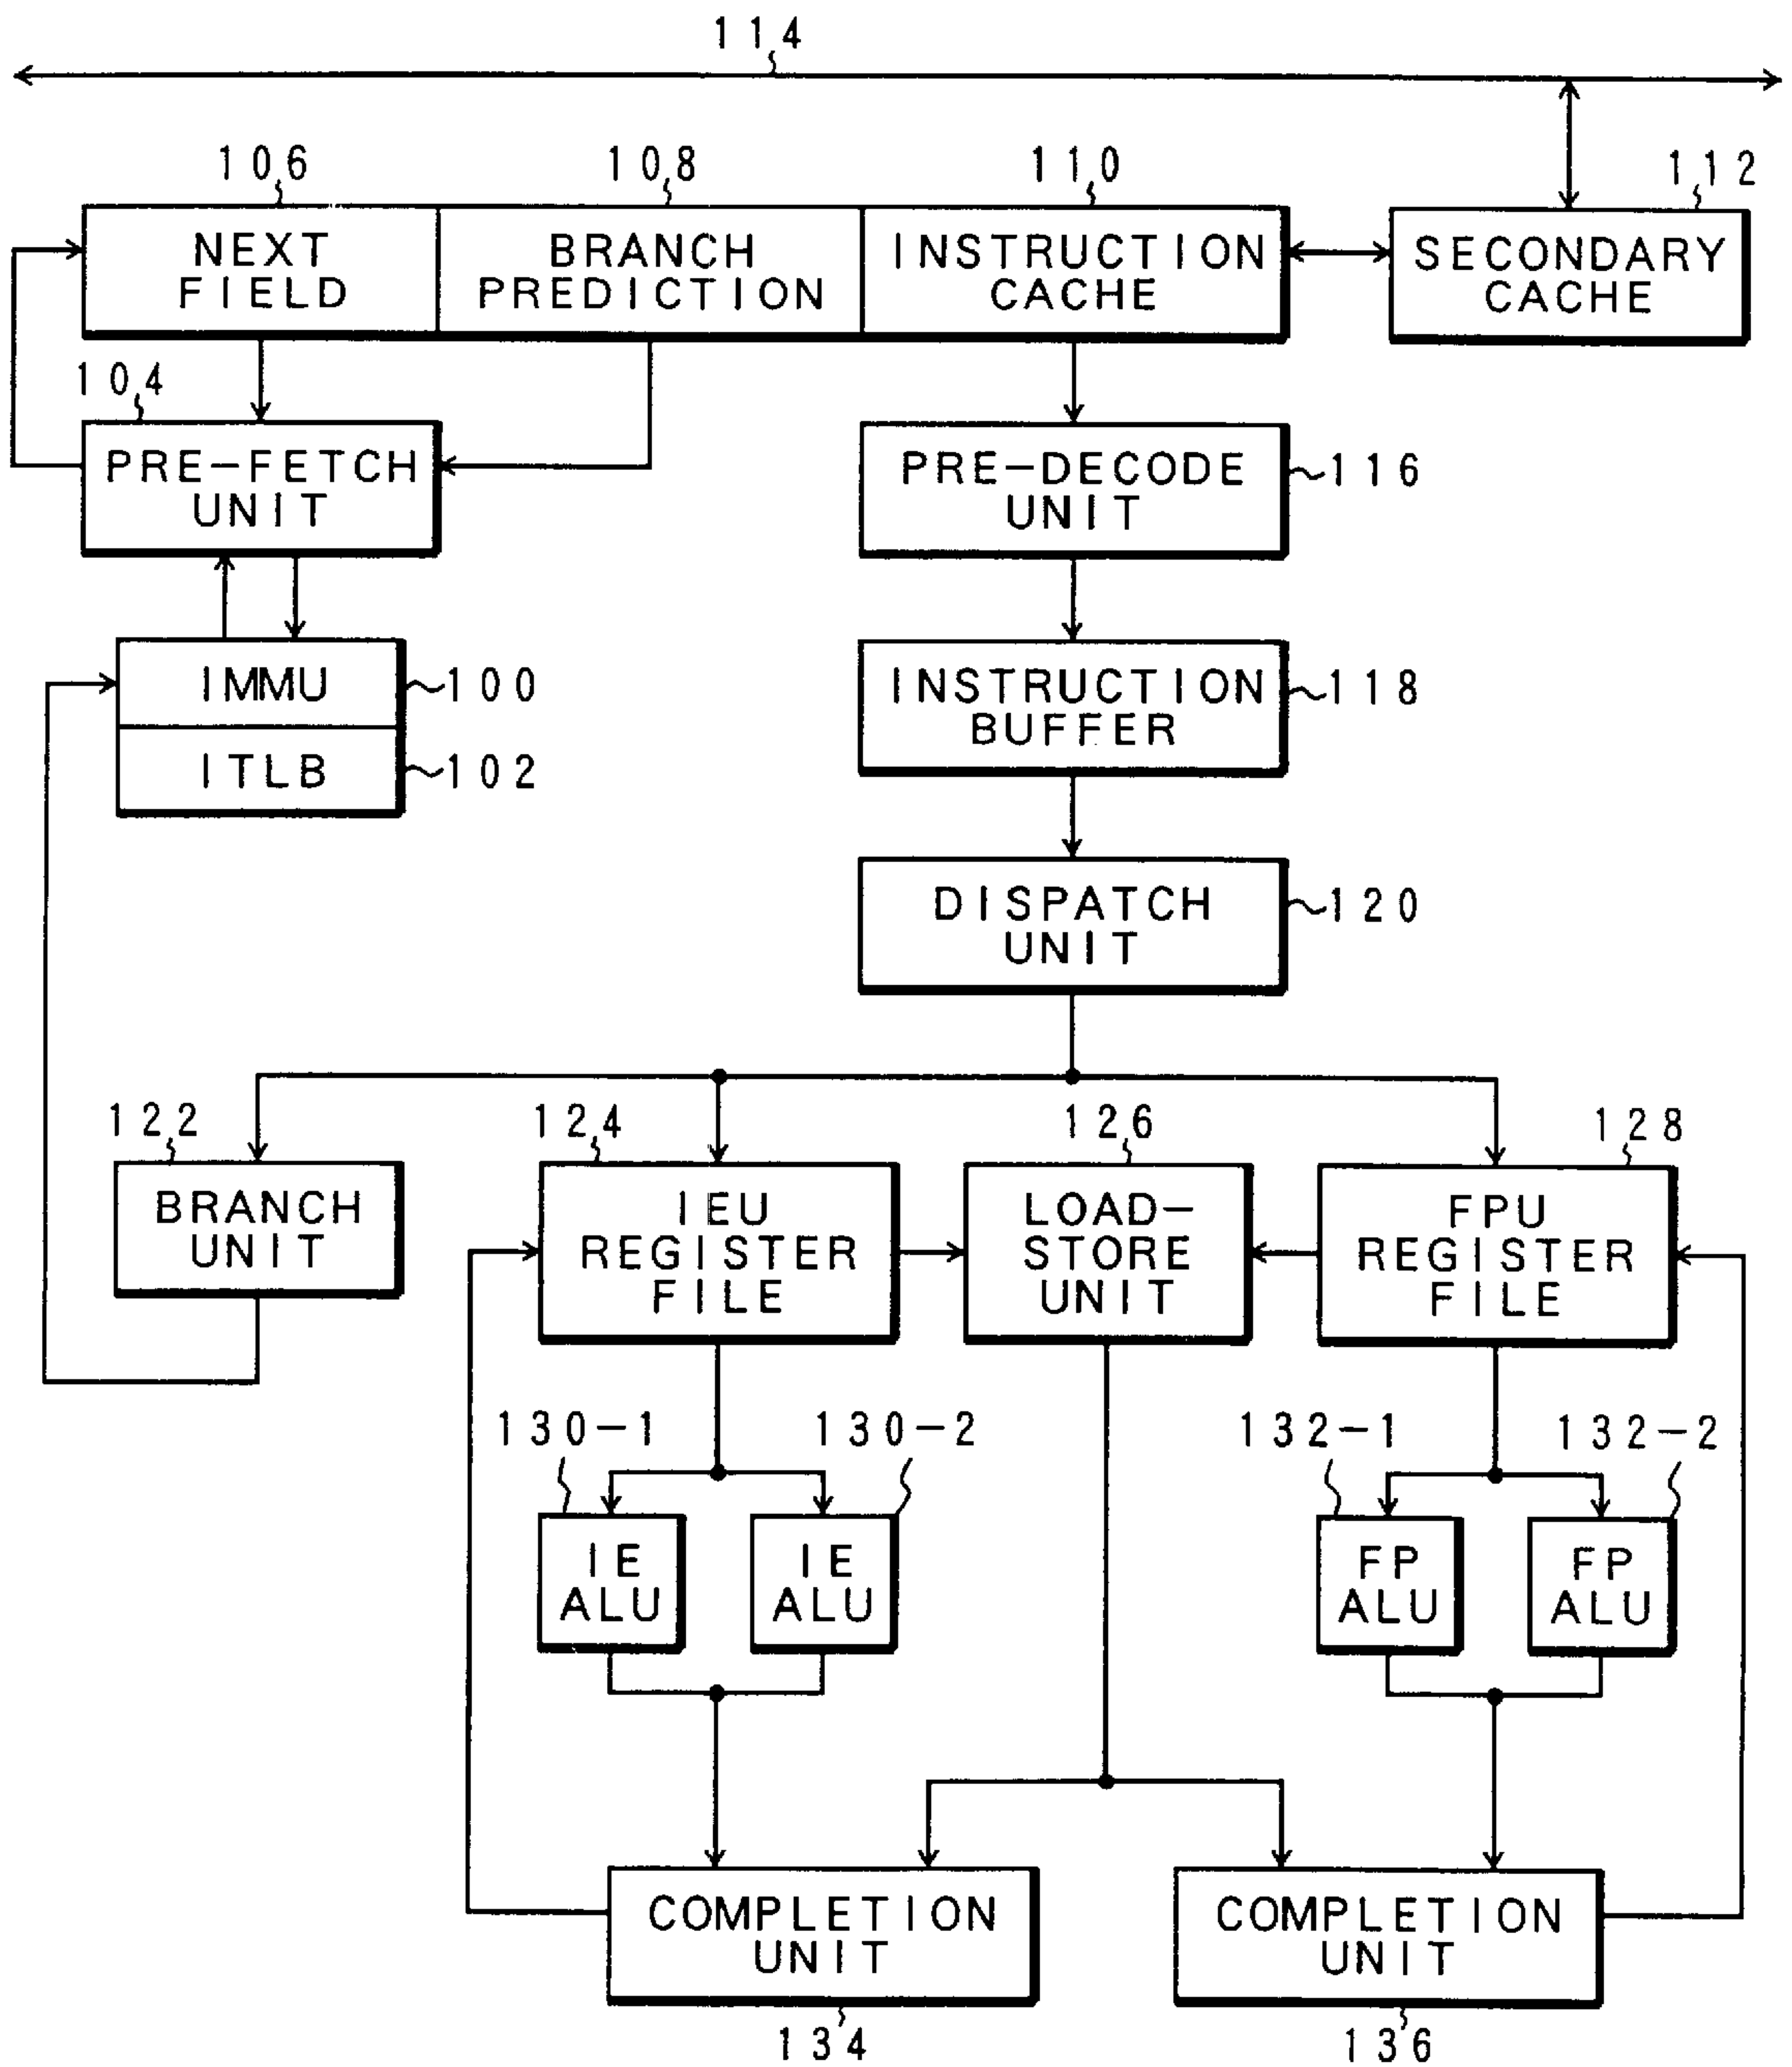 114
106
108
110
112
NEXT
FIELD
BRANCH
PREDICTION
INSTRUCTION
CACHE
SECONDARY
CACHE
104
PRE-FETCH
UNIT
PRE-DECODE
UNIT
116
IMMU
100
ITLB
102
INSTRUCTION
BUFFER
118
DISPATCH
UNIT
120
122
124
126
128
BRANCH
UNIT
IEU
REGISTER
FILE
LOAD-
STORE
UNIT
FPU
REGISTER
FILE
130-1
130-2
132-1
132-2
IE
ALU
IE
ALU
FP
ALU
FP
ALU
COMPLETION
UNIT
COMPLETION
UNIT
134
136